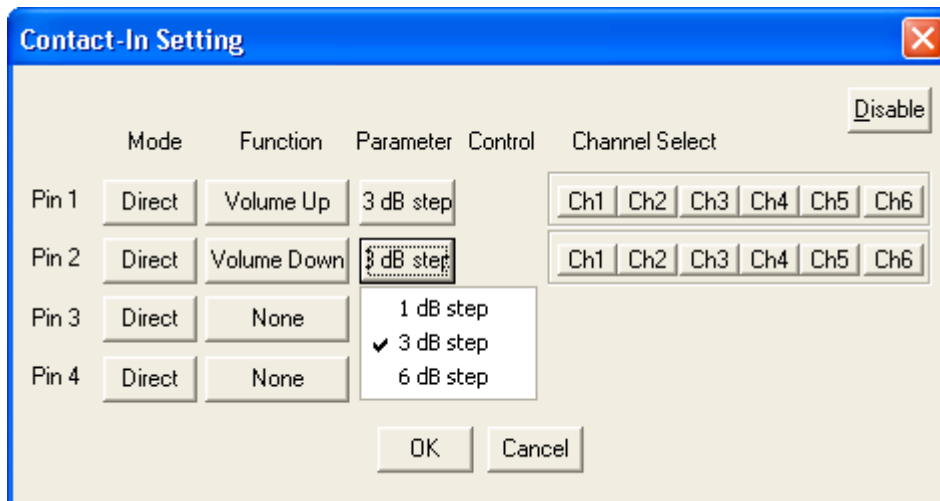 Contact-In Setting
Disable
Mode Function Parameter Control Channel Select
Pin 1 Direct Volume Up 3 dB step Ch1 Ch2 Ch3 Ch4 Ch5 Ch6
Pin 2 Direct Volume Down 3 dB step Ch1 Ch2 Ch3 Ch4 Ch5 Ch6
Pin 3 Direct None
1 dB step
3 dB step
Pin 4 Direct None
6 dB step
OK Cancel